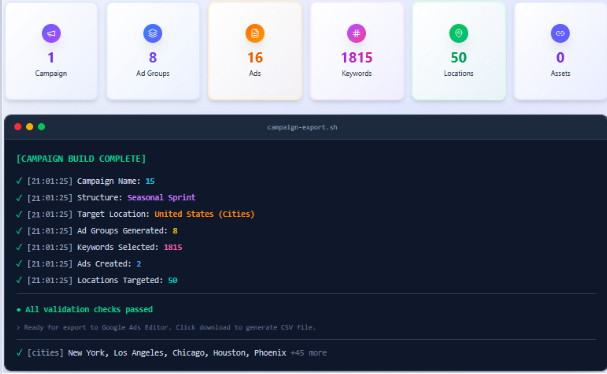 1
Campaign
8
Ad Groups
16
Ads
1815
Keywords
50
Locations
0
Assets
campaign-export.sh
[CAMPAIGN BUILD COMPLETE]
✓ [21:01:25] Campaign Name: 15
✓ [21:01:25] Structure: Seasonal Sprint
✓ [21:01:25] Target Location: United States (Cities)
✓ [21:01:25] Ad Groups Generated: 8
✓ [21:01:25] Keywords Selected: 1815
✓ [21:01:25] Ads Created: 2
✓ [21:01:25] Locations Targeted: 50
● All validation checks passed
> Ready for export to Google Ads Editor. Click download to generate CSV file.
✓ [cities] New York, Los Angeles, Chicago, Houston, Phoenix +45 more